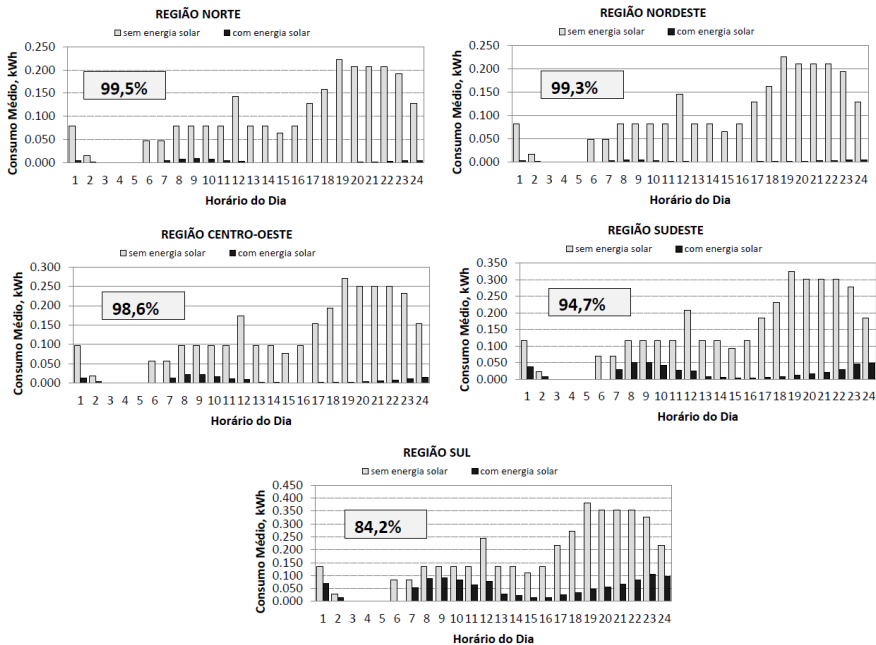 REGIÃO NORTE
sem energia solar com energia solar
Consumo Médio, kWh
0.250
0.200
0.150
0.100
0.050
0.000
99,5%
1 2 3 4 5 6 7 8 9 10 11 12 13 14 15 16 17 18 19 20 21 22 23 24
Horário do Dia
REGIÃO NORDESTE
sem energia solar com energia solar
Consumo Médio, kWh
0.250
0.200
0.150
0.100
0.050
0.000
99,3%
1 2 3 4 5 6 7 8 9 10 11 12 13 14 15 16 17 18 19 20 21 22 23 24
Horário do Dia
REGIÃO CENTRO-OESTE
sem energia solar com energia solar
Consumo Médio, kWh
0.300
0.250
0.200
0.150
0.100
0.050
0.000
98,6%
1 2 3 4 5 6 7 8 9 10 11 12 13 14 15 16 17 18 19 20 21 22 23 24
Horário do Dia
REGIÃO SUDESTE
sem energia solar com energia solar
Consumo Médio, kWh
0.350
0.300
0.250
0.200
0.150
0.100
0.050
0.000
94,7%
1 2 3 4 5 6 7 8 9 10 11 12 13 14 15 16 17 18 19 20 21 22 23 24
Horário do Dia
REGIÃO SUL
sem energia solar com energia solar
Consumo Médio, kWh
0.450
0.400
0.350
0.300
0.250
0.200
0.150
0.100
0.050
0.000
84,2%
1 2 3 4 5 6 7 8 9 10 11 12 13 14 15 16 17 18 19 20 21 22 23 24
Horário do Dia